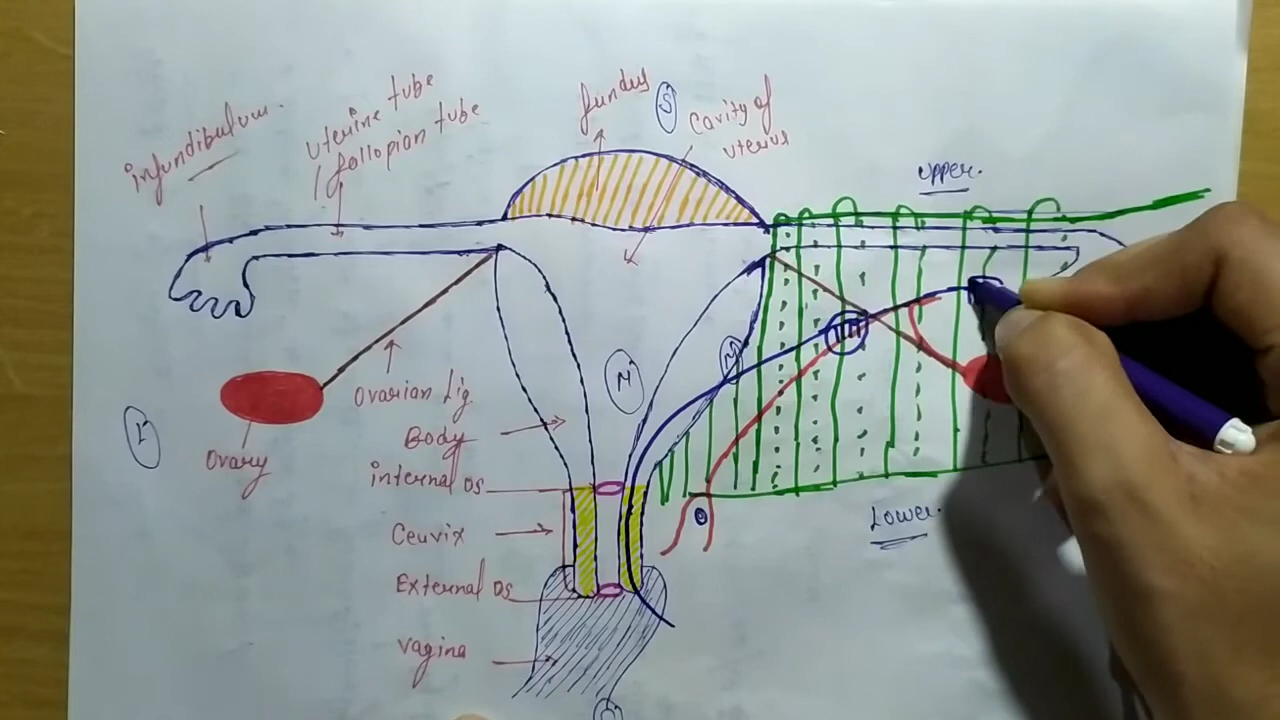 infundibulum.
uterine tube
/ fallopian tube
fundus
S
Cavity of
uterus
upper.
M
Ovarian Lig
Body
internal os
Ovary
Ceuvix
External os
Lower.
vagina